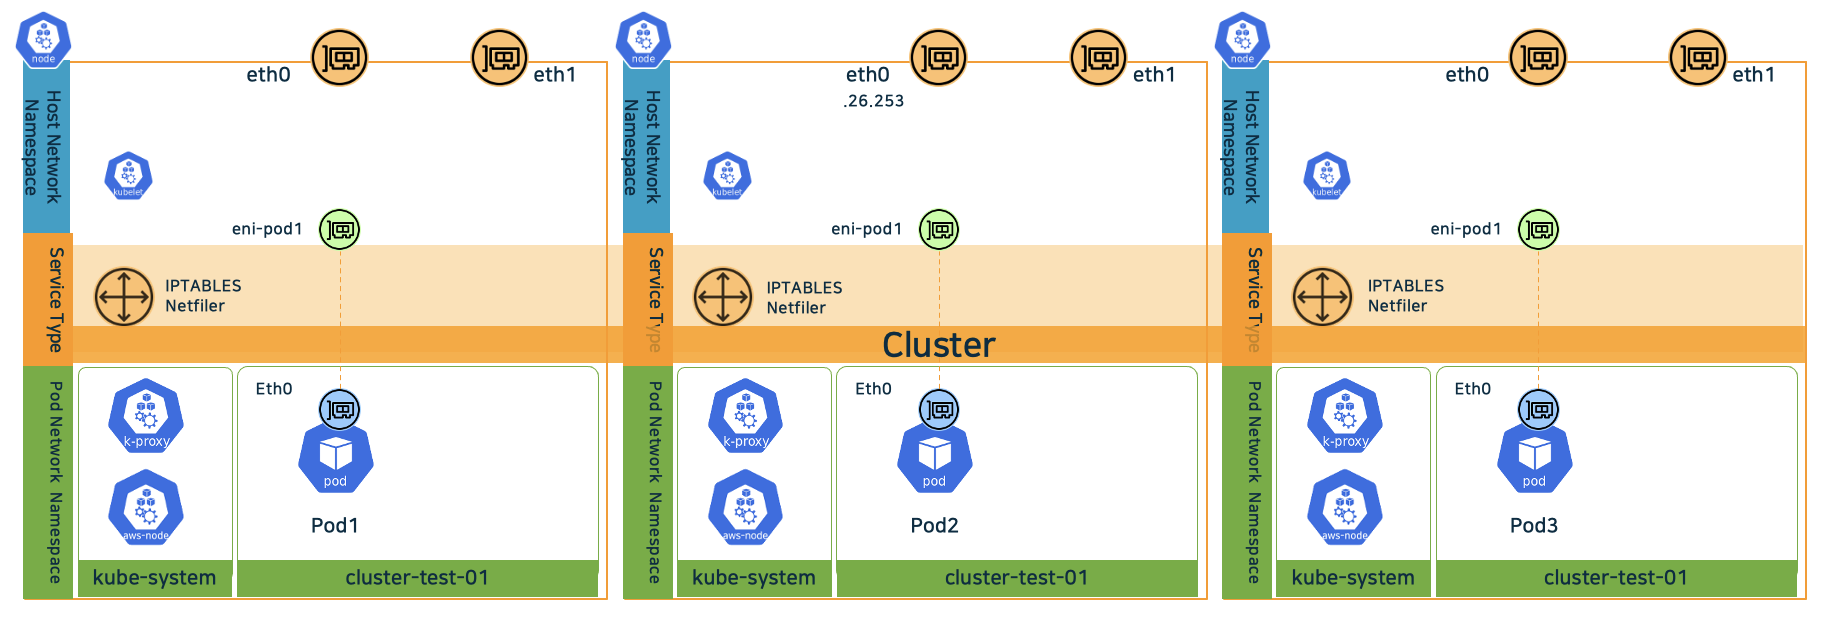 node
eth0
eth1
Host Network
Namespace
kubelet
eni-pod1
Service Type
IPTABLES
Netfiler
Pod Network Namespace
k-proxy
aws-node
kube-system
Eth0
pod
Pod1
cluster-test-01
node
eth0
.26.253
eth1
Host Network
Namespace
kubelet
eni-pod1
Service Type
IPTABLES
Netfiler
Cluster
Pod Network Namespace
k-proxy
aws-node
kube-system
Eth0
pod
Pod2
cluster-test-01
node
eth0
eth1
Host Network
Namespace
kubelet
eni-pod1
Service Type
IPTABLES
Netfiler
Pod Network Namespace
k-proxy
aws-node
kube-system
Eth0
pod
Pod3
cluster-test-01